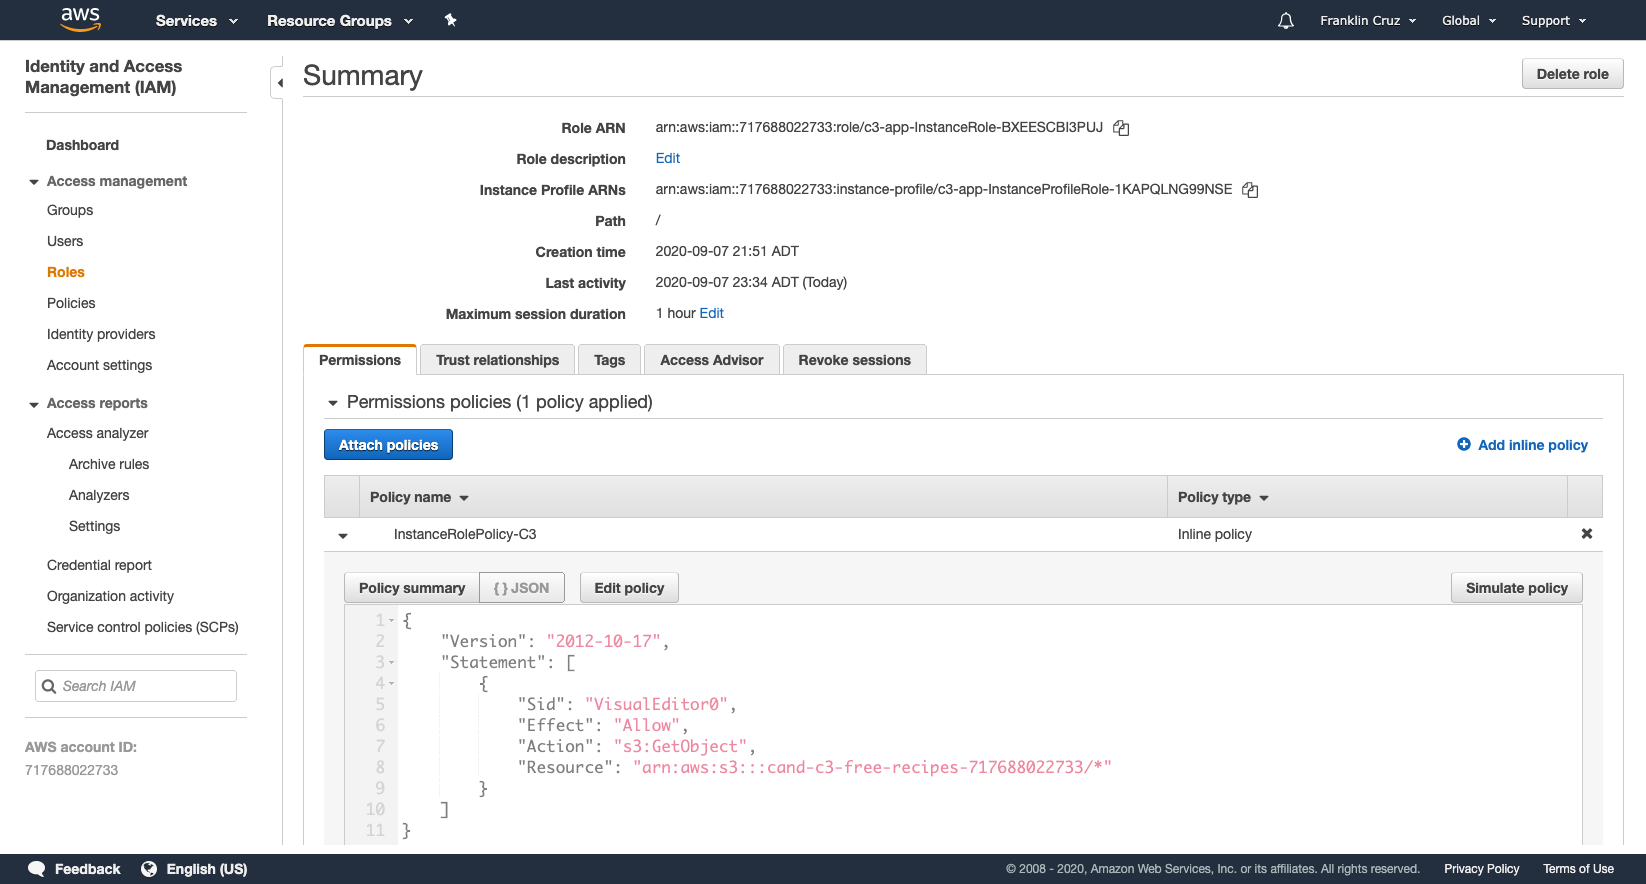 aws Services Resource Groups Franklin Cruz Global Support
Identity and Access
Management (IAM)
Dashboard
Access management
Groups
Users
Roles
Policies
Identity providers
Account settings
Access reports
Access analyzer
Archive rules
Analyzers
Settings
Credential report
Organization activity
Service control policies (SCPs)
Search IAM
AWS account ID:
717688022733
Summary
Delete role
Role ARN arn:aws:iam::717688022733:role/c3-app-InstanceRole-BXEESCBI3PUJ
Role description Edit
Instance Profile ARNs arn:aws:iam::717688022733:instance-profile/c3-app-InstanceProfileRole-1KAPQLNG99NSE
Path /
Creation time 2020-09-07 21:51 ADT
Last activity 2020-09-07 23:34 ADT (Today)
Maximum session duration 1 hour Edit
Permissions Trust relationships Tags Access Advisor Revoke sessions
Permissions policies (1 policy applied)
Attach policies Add inline policy
Policy name Policy type
InstanceRolePolicy-C3 Inline policy
Policy summary { } JSON Edit policy Simulate policy
1 {
2 "Version": "2012-10-17",
3 "Statement": [
4 {
5 "Sid": "VisualEditor0",
6 "Effect": "Allow",
7 "Action": "s3:GetObject",
8 "Resource": "arn:aws:s3:::cand-c3-free-recipes-717688022733/*"
9 }
10 ]
11 }
Feedback English (US) © 2008 - 2020, Amazon Web Services, Inc. or its affiliates. All rights reserved. Privacy Policy Terms of Use